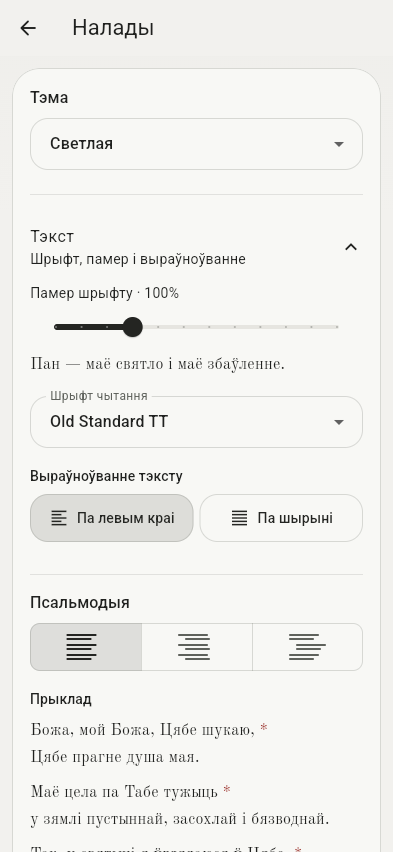 Налады
Тэма
Светлая
Тэкст
Шрыфт, памер і выраўноўванне
Памер шрыфту · 100%
Пан — маё святло і маё збаўленне.
Шрыфт чытання
Old Standard TT
Выраўноўванне тэксту
Па левым краі
Па шырыні
Псальмодыя
Прыклад
Божа, мой Божа, Цябе шукаю, *
Цябе прагне душа мая.
Маё цела па Табе тужыць *
у зямлі пустыннай, засохлай і бязводнай.